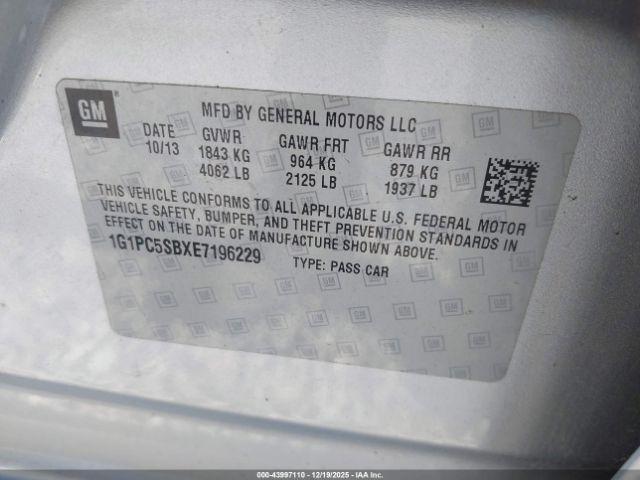 GM
MFD BY GENERAL MOTORS LLC
DATE GVWR GAWR FRT GAWR RR
10/13 1843 KG 964 KG 879 KG
4062 LB 2125 LB 1937 LB
THIS VEHICLE CONFORMS TO ALL APPLICABLE U.S. FEDERAL MOTOR
VEHICLE SAFETY, BUMPER, AND THEFT PREVENTION STANDARDS IN
EFFECT ON THE DATE OF MANUFACTURE SHOWN ABOVE.
1G1PC5SBXE7196229 TYPE: PASS CAR
000-43997110 - 12/19/2025 - IAAI.COM